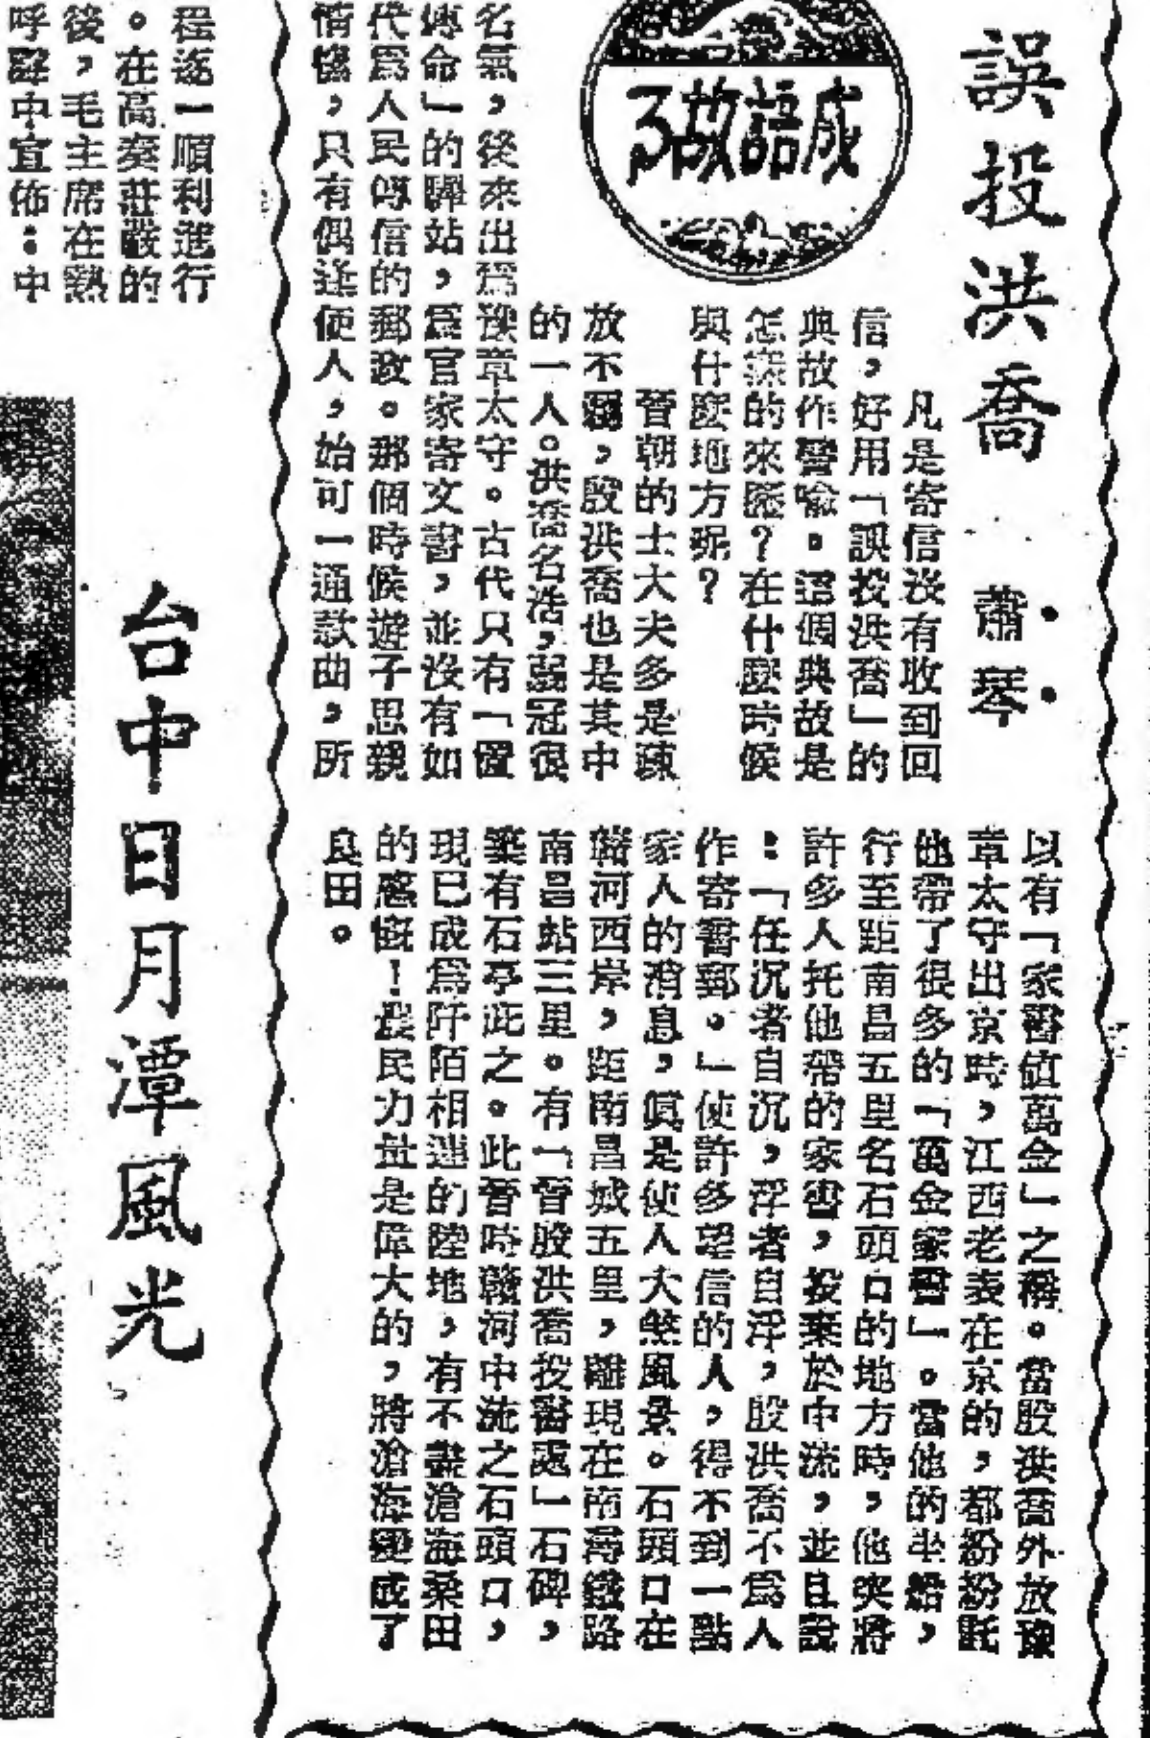 誤投洪喬
蕭琴
成語故
凡是寄信沒有收到回
信，好用「誤投洪喬」的
典故作譬喻。這個典故是
怎樣的來歷？在什麼時候
與什麼地方呢？
晉朝的士大夫多是疎
放不羈，殷洪喬也是其中
的一人。洪喬名浩，弱冠很
名氣，後來出爲豫章太守。古代只有「置
傳命」的驛站，爲官家寄文書，並沒有如
代爲人民傳信的郵政。那個時候遊子思親
情懷，只有偶逢便人，始可一通款曲，所
以有「家書値萬金」之稱。當殷洪喬外放豫
章太守出京時，江西老表在京的，都紛紛託
他帶了很多的「萬金家書」。當他的坐船，
行至距南昌五里名石頭口的地方時，他突將
許多人托他帶的家書，投棄於中流，並且說
：「任沉者自沉，浮者自浮，殷洪喬不爲人
作寄書郵。」使許多望信的人，得不到一點
家人的消息，眞是使人大煞風景。石頭口在
贛河西岸，距南昌城五里，離現在南潯鐵路
南昌站三里。有「晉殷洪喬投書處」石碑，
築有石亭庇之。此晉時贛河中流之石頭口，
現已成爲阡陌相連的陸地，有不盡滄海桑田
的感慨！農民力量是偉大的，將滄海變成了
良田。
程逐一順利進行
。在高奏莊嚴的
後，毛主席在熱
呼聲中宣佈：中
台中日月潭風光